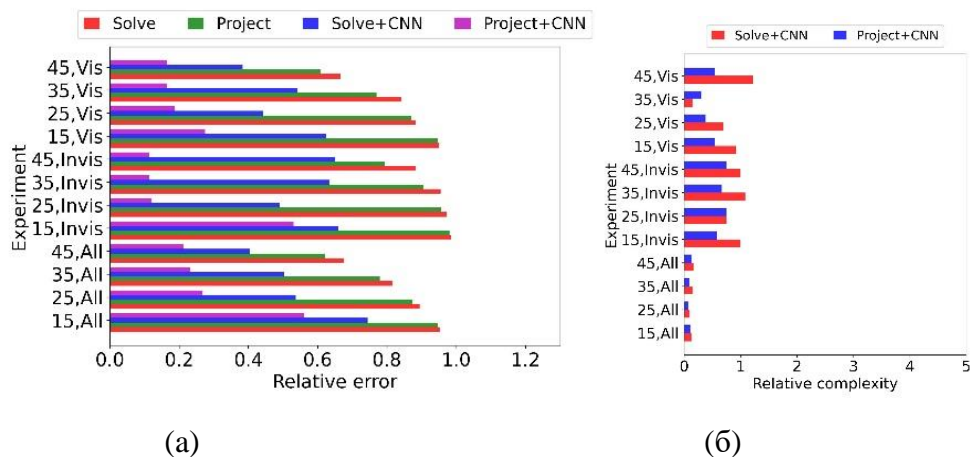 Solve Project Solve+CNN Project+CNN
Experiment
45,Vis
35,Vis
25,Vis
15,Vis
45,Invis
35,Invis
25,Invis
15,Invis
45,All
35,All
25,All
15,All
0.0 0.2 0.4 0.6 0.8 1.0 1.2
Relative error
(а)
Solve+CNN Project+CNN
Experiment
45,Vis
35,Vis
25,Vis
15,Vis
45,Invis
35,Invis
25,Invis
15,Invis
45,All
35,All
25,All
15,All
0 1 2 3 4 5
Relative complexity
(б)